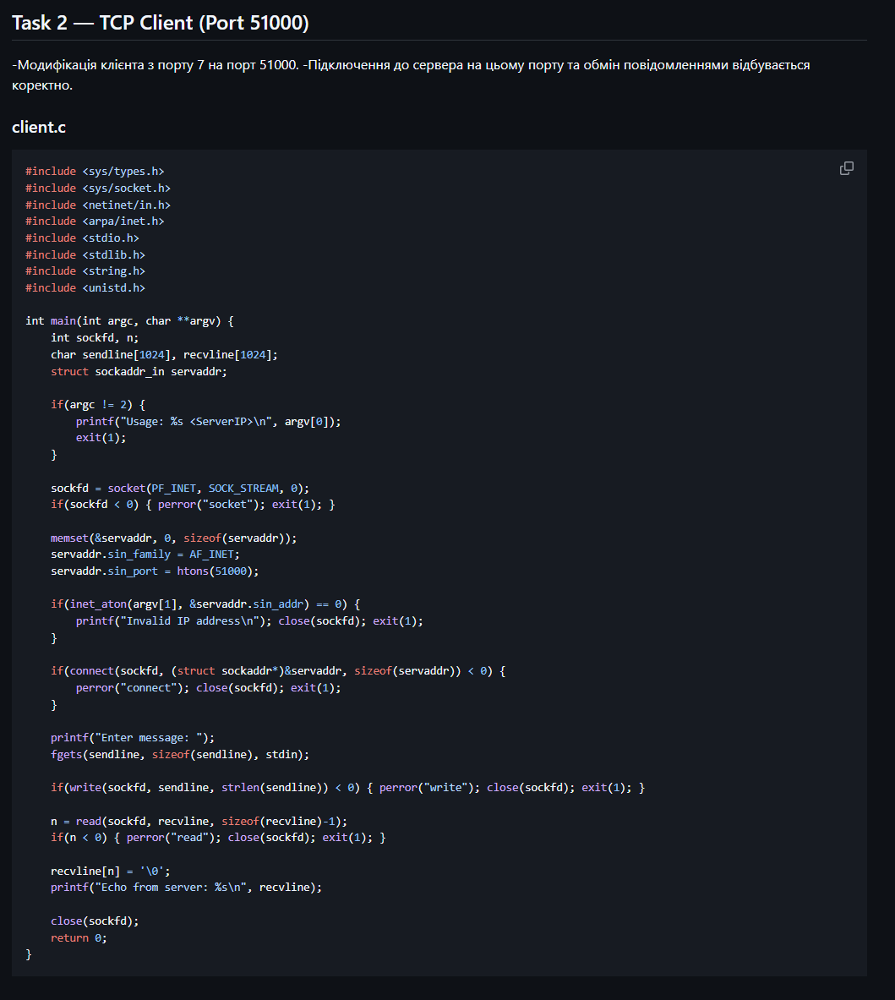 Task 2 — TCP Client (Port 51000)
-Модифікація клієнта з порту 7 на порт 51000. -Підключення до сервера на цьому порту та обмін повідомленнями відбувається
коректно.
client.c
#include <sys/types.h>
#include <sys/socket.h>
#include <netinet/in.h>
#include <arpa/inet.h>
#include <stdio.h>
#include <stdlib.h>
#include <string.h>
#include <unistd.h>
int main(int argc, char **argv) {
    int sockfd, n;
    char sendline[1024], recvline[1024];
    struct sockaddr_in servaddr;
    if(argc != 2) {
        printf("Usage: %s <ServerIP>\n", argv[0]);
        exit(1);
    }
    sockfd = socket(PF_INET, SOCK_STREAM, 0);
    if(sockfd < 0) { perror("socket"); exit(1); }
    memset(&servaddr, 0, sizeof(servaddr));
    servaddr.sin_family = AF_INET;
    servaddr.sin_port = htons(51000);
    if(inet_aton(argv[1], &servaddr.sin_addr) == 0) {
        printf("Invalid IP address\n"); close(sockfd); exit(1);
    }
    if(connect(sockfd, (struct sockaddr*)&servaddr, sizeof(servaddr)) < 0) {
        perror("connect"); close(sockfd); exit(1);
    }
    printf("Enter message: ");
    fgets(sendline, sizeof(sendline), stdin);
    if(write(sockfd, sendline, strlen(sendline)) < 0) { perror("write"); close(sockfd); exit(1); }
    n = read(sockfd, recvline, sizeof(recvline)-1);
    if(n < 0) { perror("read"); close(sockfd); exit(1); }
    recvline[n] = '\0';
    printf("Echo from server: %s\n", recvline);
    close(sockfd);
    return 0;
}